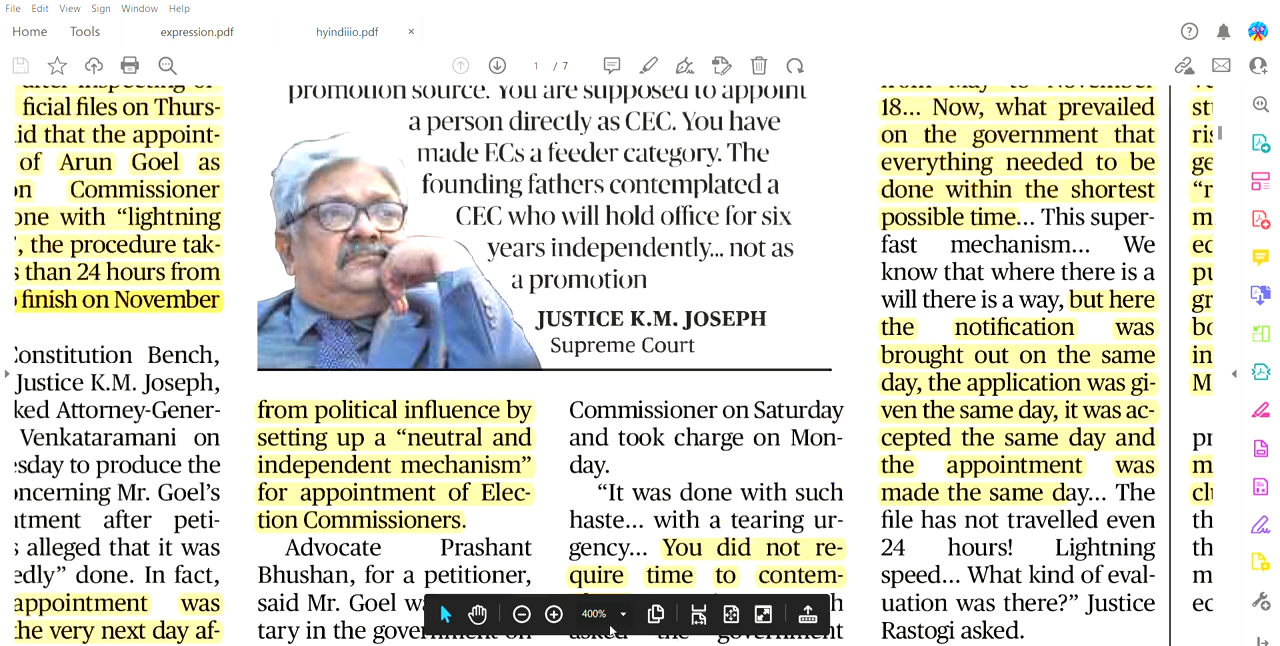 File Edit View Sign Window Help
Home Tools expression.pdf hyindiiio.pdf ×
1 / 7
ficial files on Thurs-
id that the appoint-
of Arun Goel as
on Commissioner
one with “lightning
, the procedure tak-
s than 24 hours from
finish on November
Constitution Bench,
Justice K.M. Joseph,
ked Attorney-Gener-
Venkataramani on
esday to produce the
oncerning Mr. Goel’s
ntment after peti-
s alleged that it was
edly” done. In fact,
appointment was
the very next day af-
promotion source. You are supposed to appoint
a person directly as CEC. You have
made ECs a feeder category. The
founding fathers contemplated a
CEC who will hold office for six
years independently... not as
a promotion
JUSTICE K.M. JOSEPH
Supreme Court
from political influence by
setting up a “neutral and
independent mechanism”
for appointment of Elec-
tion Commissioners.
Advocate Prashant
Bhushan, for a petitioner,
said Mr. Goel
tary in the government on
Commissioner on Saturday
and took charge on Mon-
day.
“It was done with such
haste... with a tearing ur-
gency... You did not re-
quire time to contem-
asked the government
400%
from May to November
18... Now, what prevailed
on the government that
everything needed to be
done within the shortest
possible time... This super-
fast mechanism... We
know that where there is a
will there is a way, but here
the notification was
brought out on the same
day, the application was gi-
ven the same day, it was ac-
cepted the same day and
the appointment was
made the same day... The
file has not travelled even
24 hours! Lightning
speed... What kind of eval-
uation was there?” Justice
Rastogi asked.